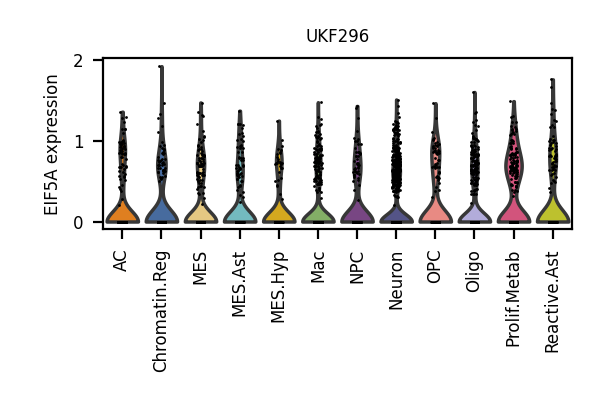 UKF296
EIF5A expression
2
1
0
AC
Chromatin.Reg
MES
MES.Ast
MES.Hyp
Mac
NPC
Neuron
OPC
Oligo
Prolif.Metab
Reactive.Ast